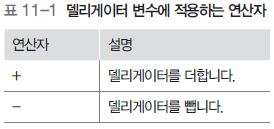 표 11-1 델리게이터 변수에 적용하는 연산자
연산자 설명
+ 델리게이터를 더합니다.
- 델리게이터를 뺍니다.